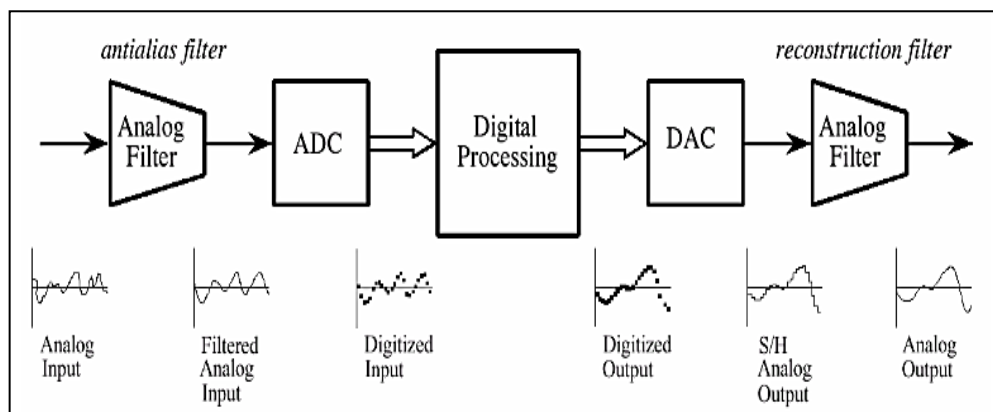 antialias filter
reconstruction filter
Analog
Filter
ADC
Digital
Processing
DAC
Analog
Filter
Analog
Input
Filtered
Analog
Input
Digitized
Input
Digitized
Output
S/H
Analog
Output
Analog
Output